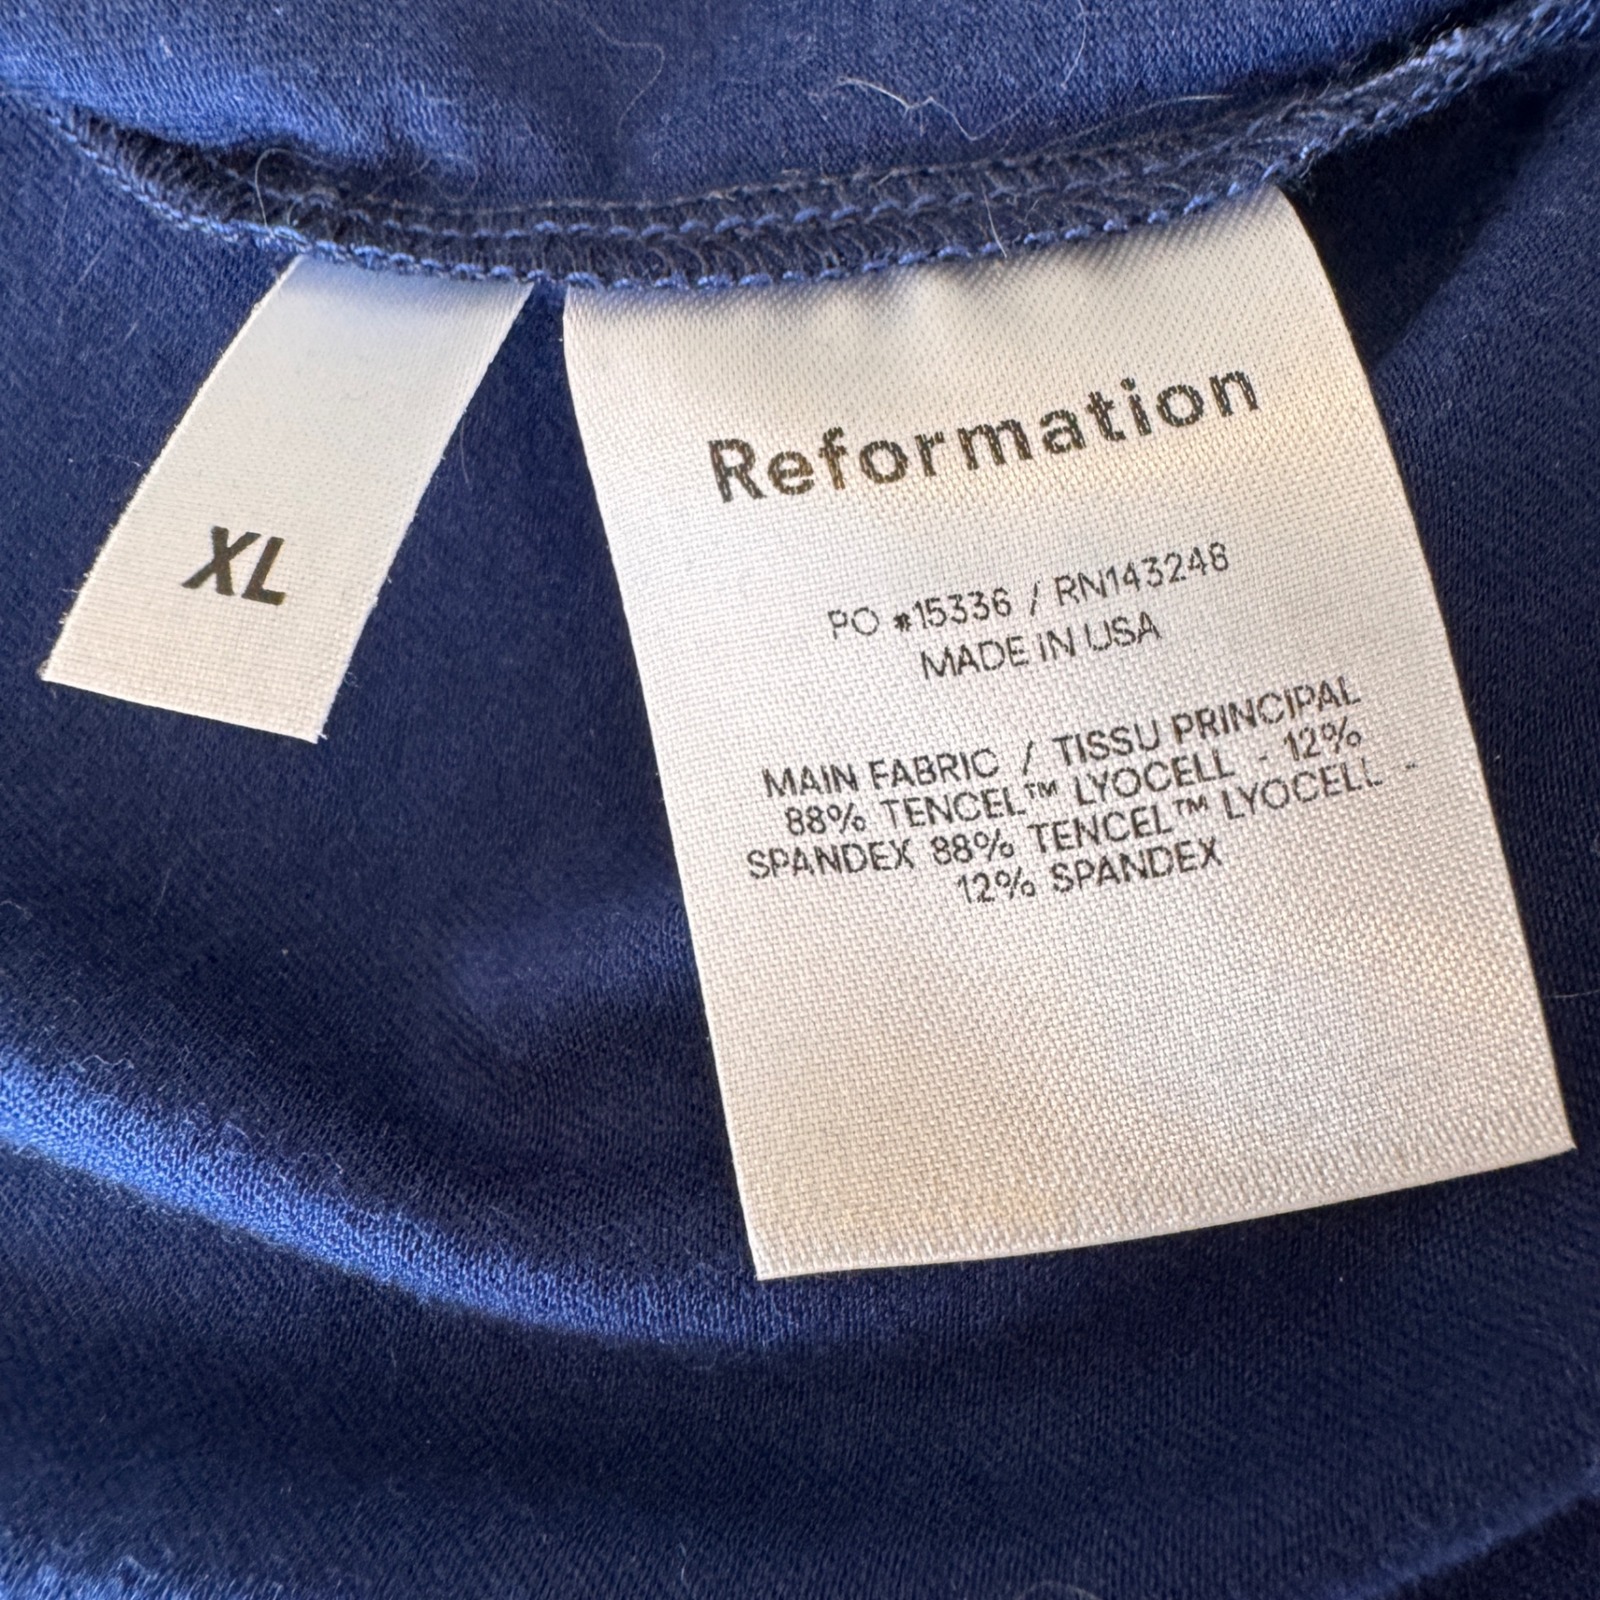 XL
Reformation
PO #15336 / RN143248
MADE IN USA
MAIN FABRIC / TISSU PRINCIPAL
88% TENCEL™ LYOCELL - 12%
SPANDEX 88% TENCEL™ LYOCELL -
12% SPANDEX